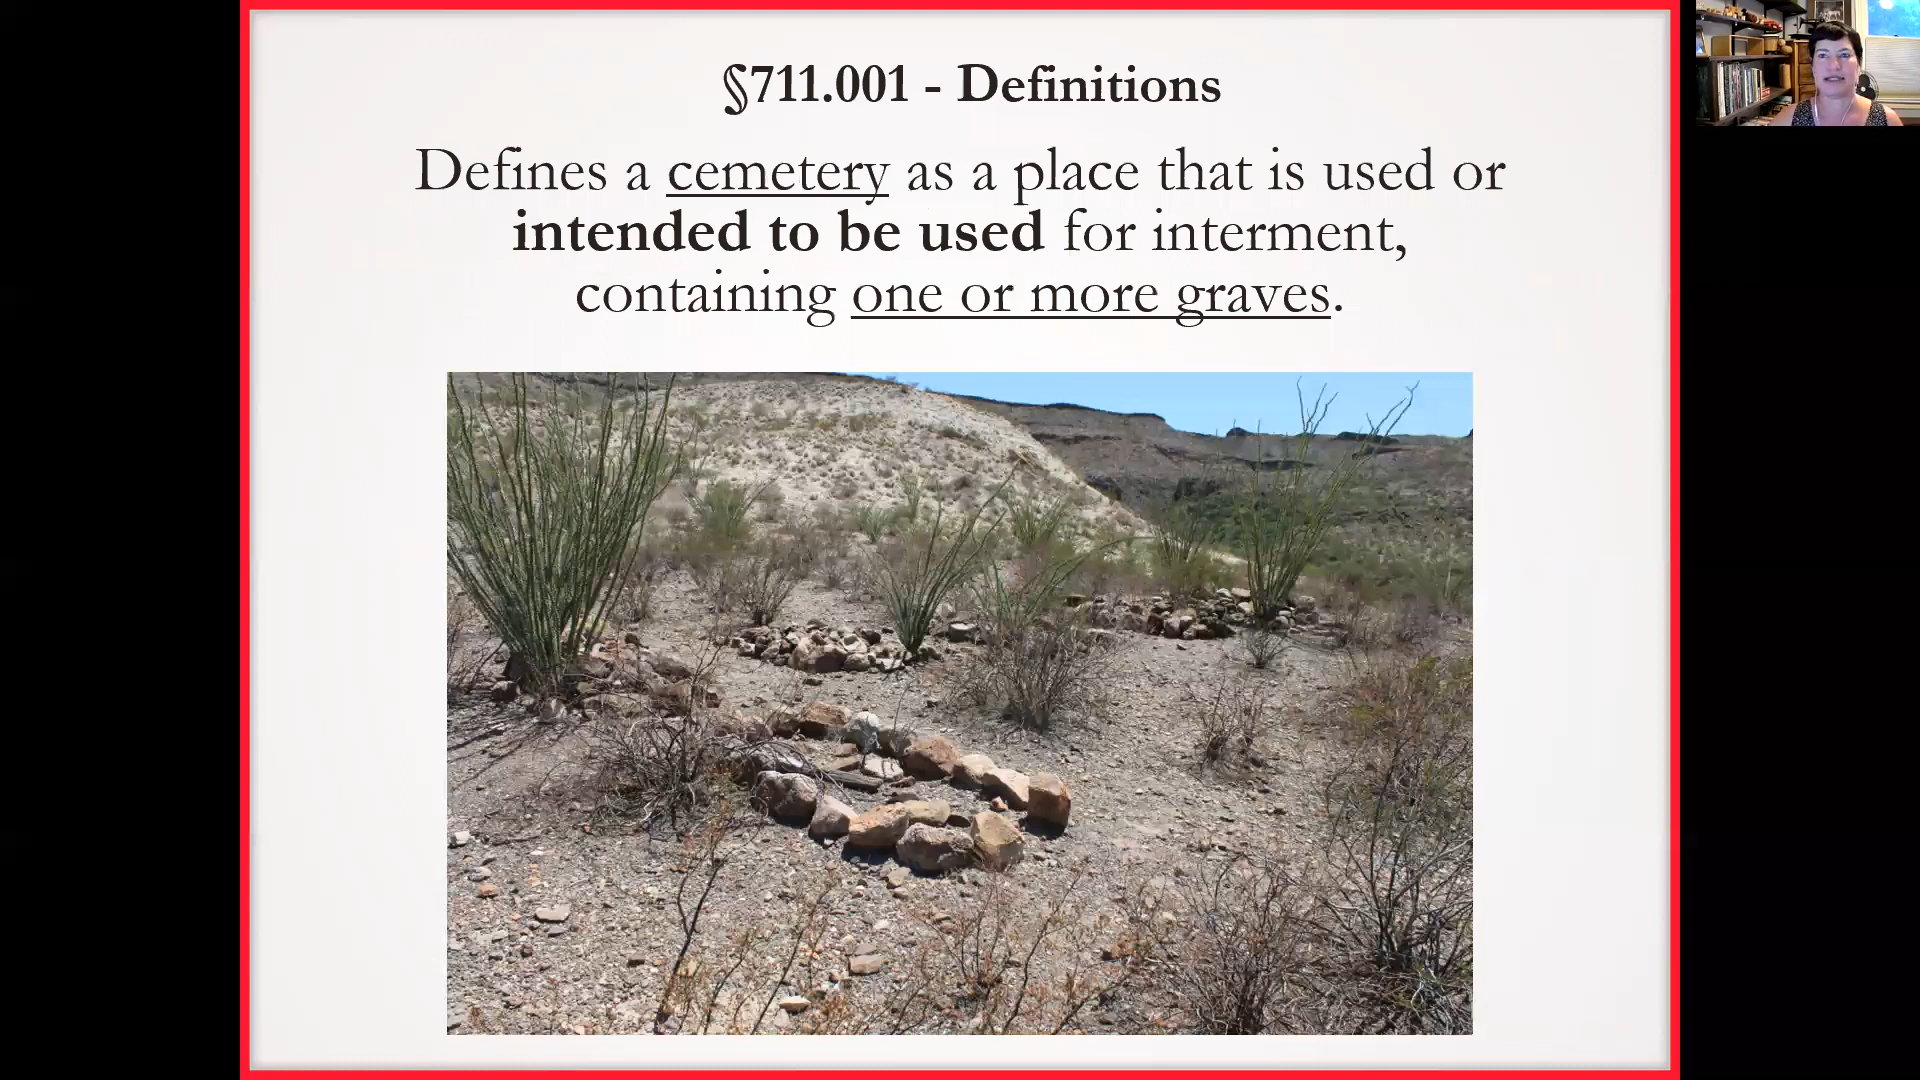 §711.001 - Definitions
Defines a cemetery as a place that is used or
intended to be used for interment,
containing one or more graves.